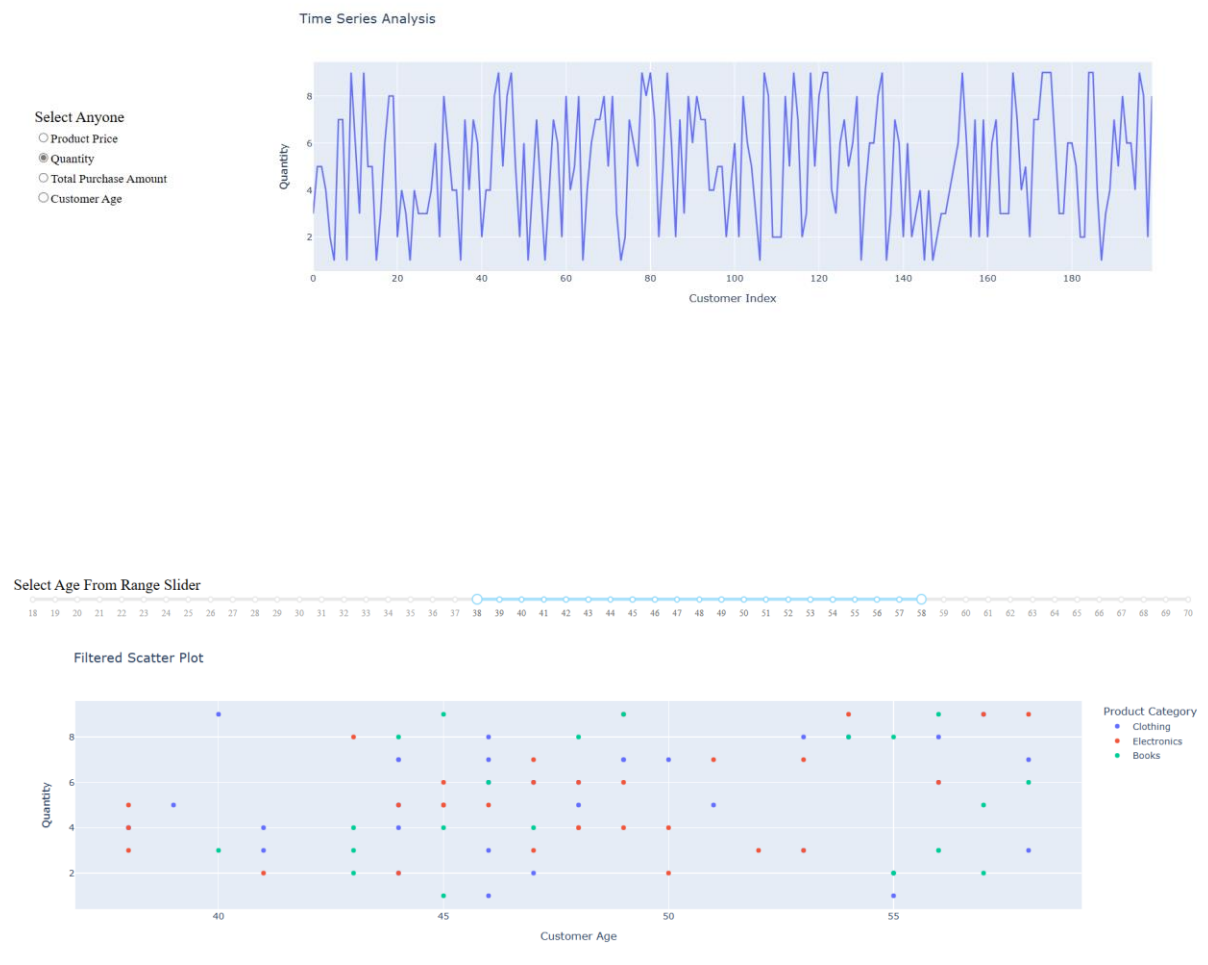 Time Series Analysis
Select Anyone
Product Price
Quantity
Total Purchase Amount
Customer Age
Quantity
8
6
4
2
0 20 40 60 80 100 120 140 160 180
Customer Index
Select Age From Range Slider
18 19 20 21 22 23 24 25 26 27 28 29 30 31 32 33 34 35 36 37 38 39 40 41 42 43 44 45 46 47 48 49 50 51 52 53 54 55 56 57 58 59 60 61 62 63 64 65 66 67 68 69 70
Filtered Scatter Plot
Quantity
8
6
4
2
40 45 50 55
Customer Age
Product Category
Clothing
Electronics
Books